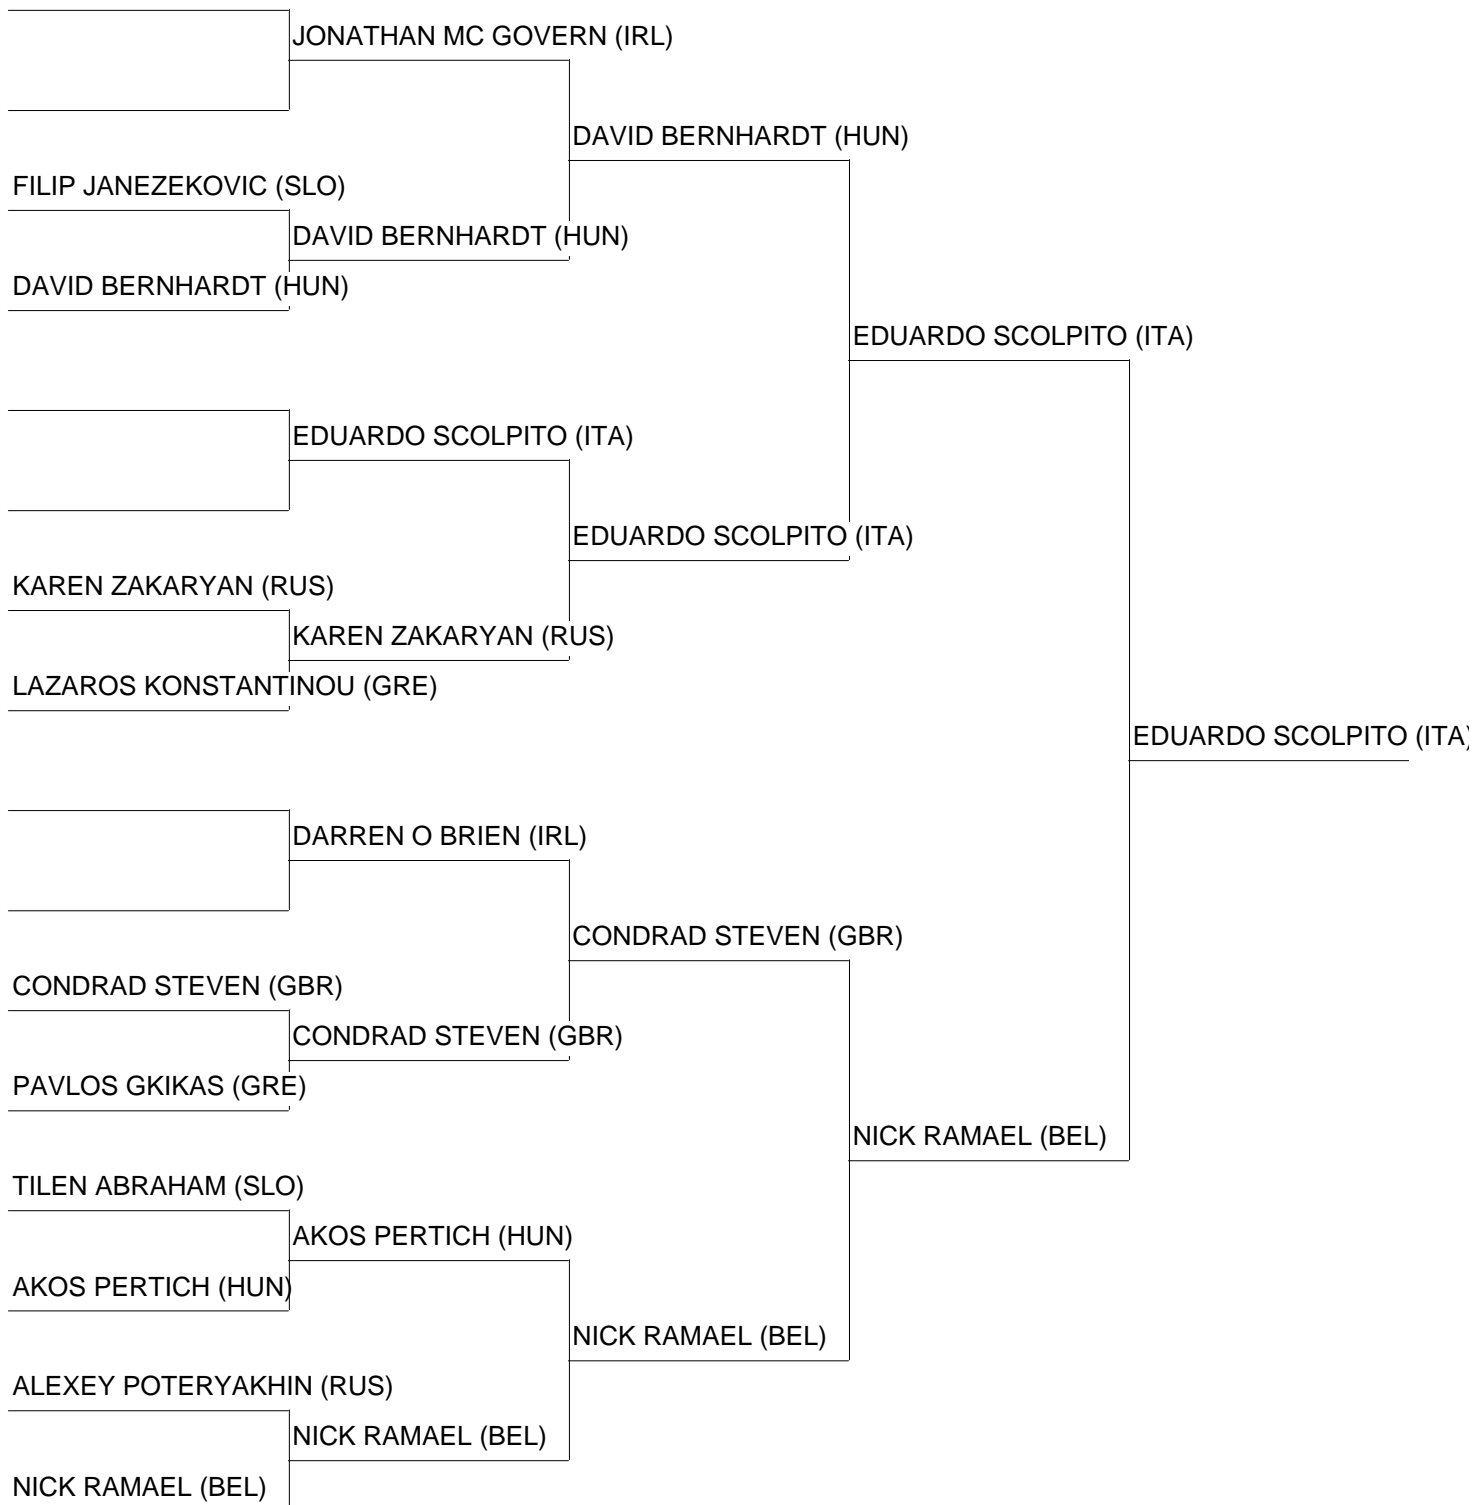 JONATHAN MC GOVERN (IRL)
DAVID BERNHARDT (HUN)
FILIP JANEZEKOVIC (SLO)
DAVID BERNHARDT (HUN)
DAVID BERNHARDT (HUN)
EDUARDO SCOLPITO (ITA)
EDUARDO SCOLPITO (ITA)
EDUARDO SCOLPITO (ITA)
KAREN ZAKARYAN (RUS)
KAREN ZAKARYAN (RUS)
LAZAROS KONSTANTINOU (GRE)
EDUARDO SCOLPITO (ITA)
DARREN O BRIEN (IRL)
CONDRAD STEVEN (GBR)
CONDRAD STEVEN (GBR)
CONDRAD STEVEN (GBR)
PAVLOS GKIKAS (GRE)
NICK RAMAEL (BEL)
TILEN ABRAHAM (SLO)
AKOS PERTICH (HUN)
AKOS PERTICH (HUN)
NICK RAMAEL (BEL)
ALEXEY POTERYAKHIN (RUS)
NICK RAMAEL (BEL)
NICK RAMAEL (BEL)